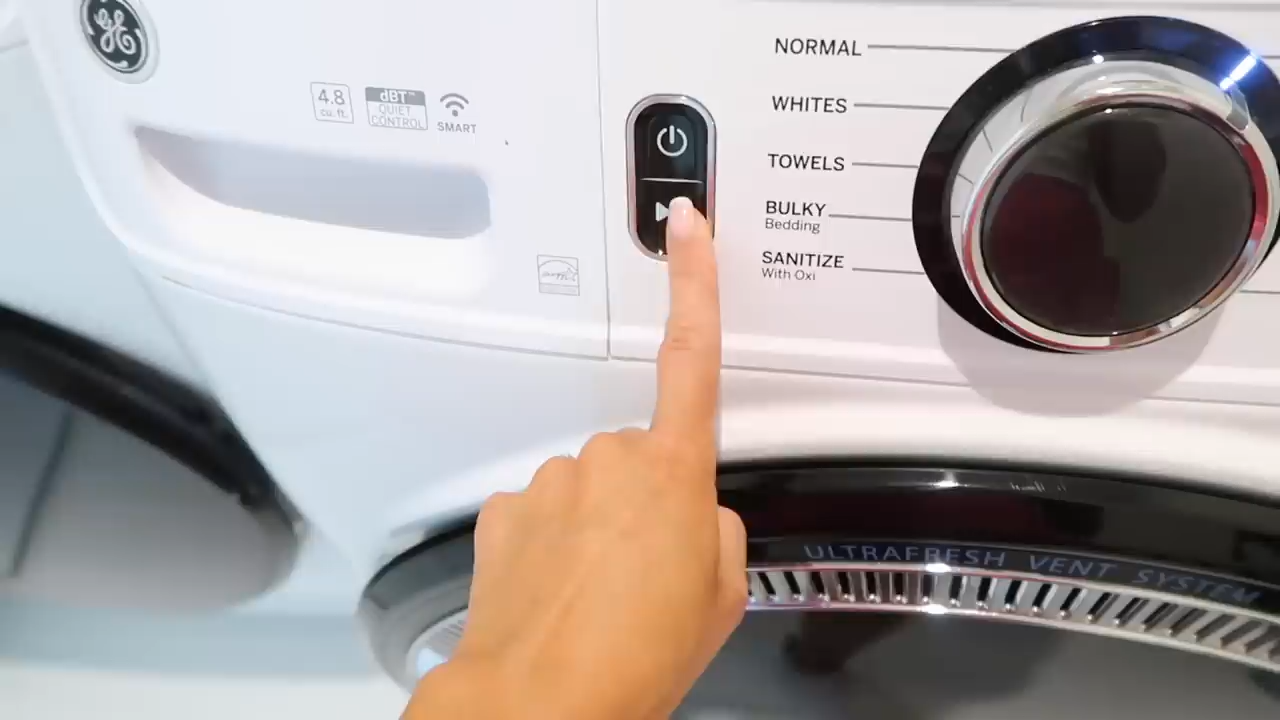 GE
4.8
cu. ft.
dBT™
QUIET
CONTROL
SMART
NORMAL
WHITES
TOWELS
BULKY
Bedding
SANITIZE
With Oxi
ULTRAFRESH VENT SYSTEM